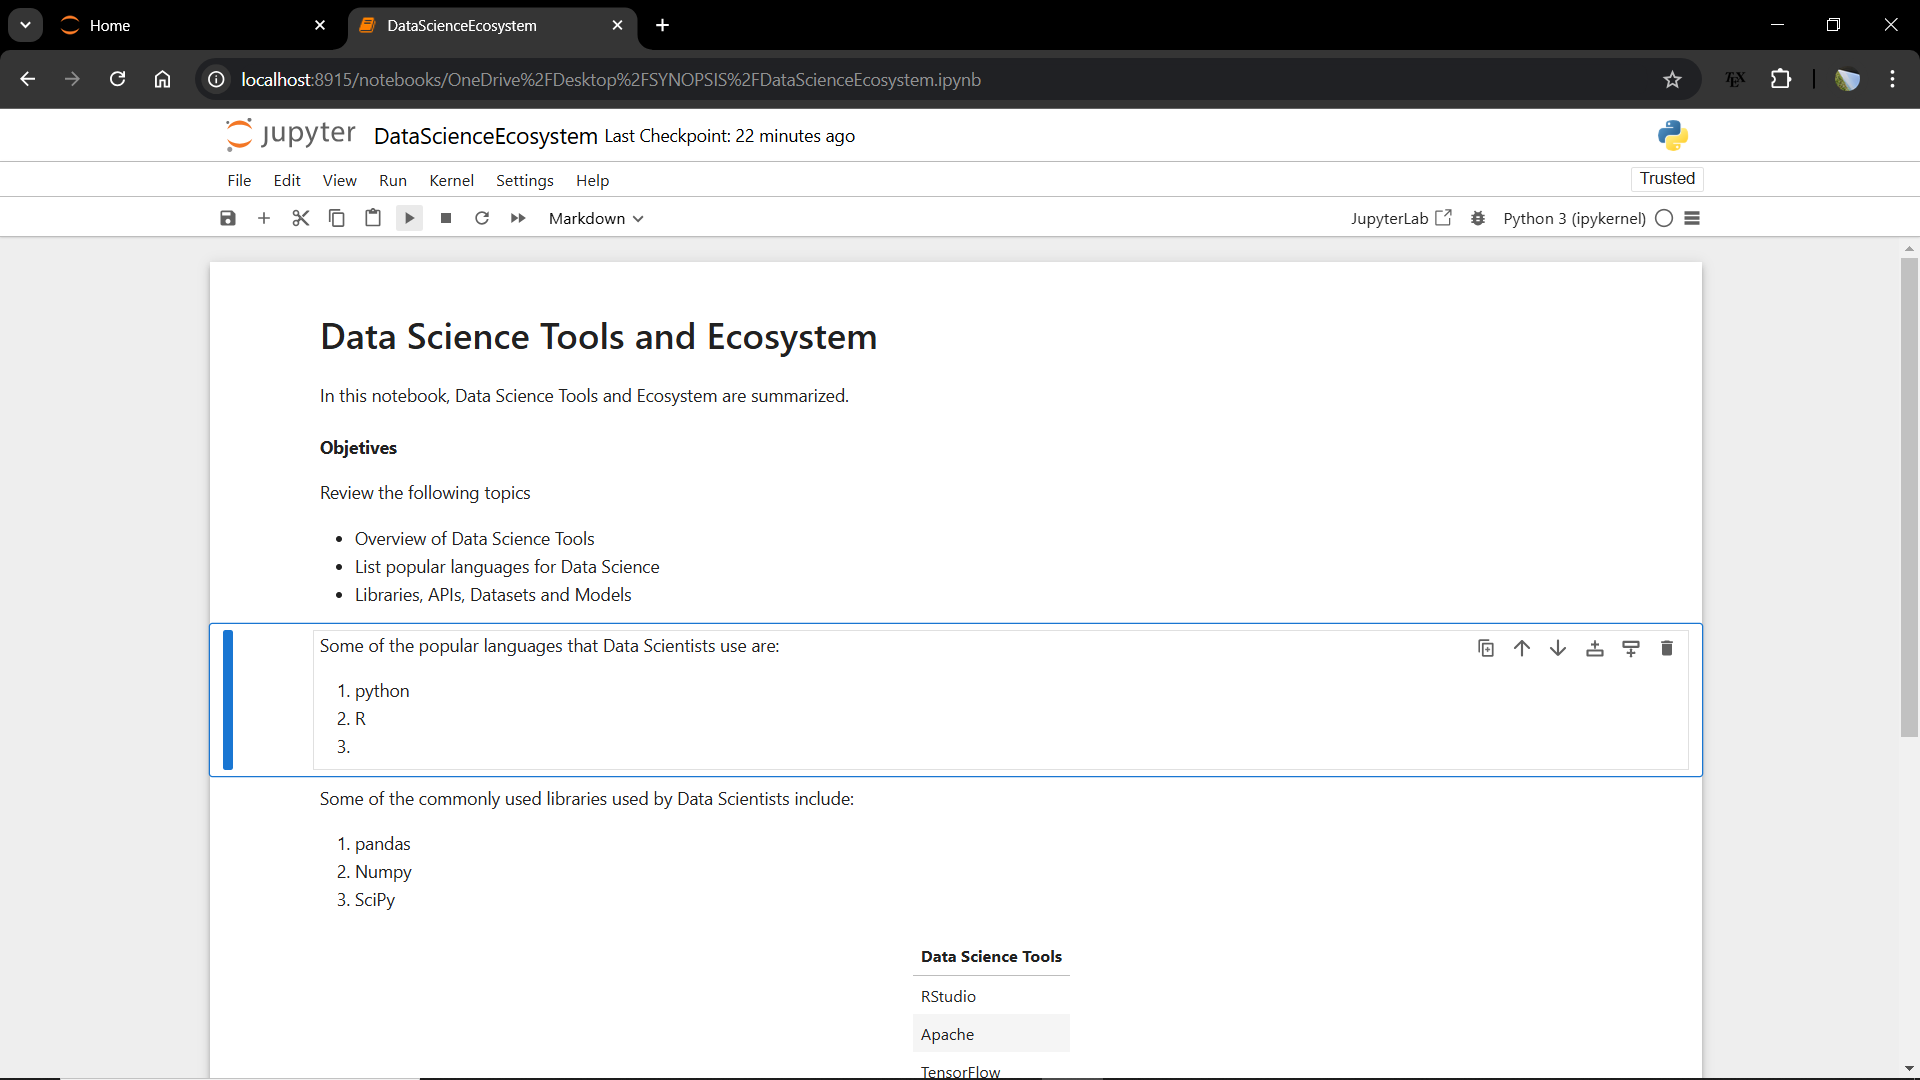 Home
DataScienceEcosystem
localhost:8915/notebooks/OneDrive%2FDesktop%2FSYNOPSIS%2FDataScienceEcosystem.ipynb
TEX
jupyter DataScienceEcosystem Last Checkpoint: 22 minutes ago
File Edit View Run Kernel Settings Help Trusted
Markdown JupyterLab Python 3 (ipykernel)
Data Science Tools and Ecosystem
In this notebook, Data Science Tools and Ecosystem are summarized.
Objetives
Review the following topics
• Overview of Data Science Tools
• List popular languages for Data Science
• Libraries, APIs, Datasets and Models
Some of the popular languages that Data Scientists use are:
1. python
2. R
3.
Some of the commonly used libraries used by Data Scientists include:
1. pandas
2. Numpy
3. SciPy
Data Science Tools
RStudio
Apache
TensorFlow